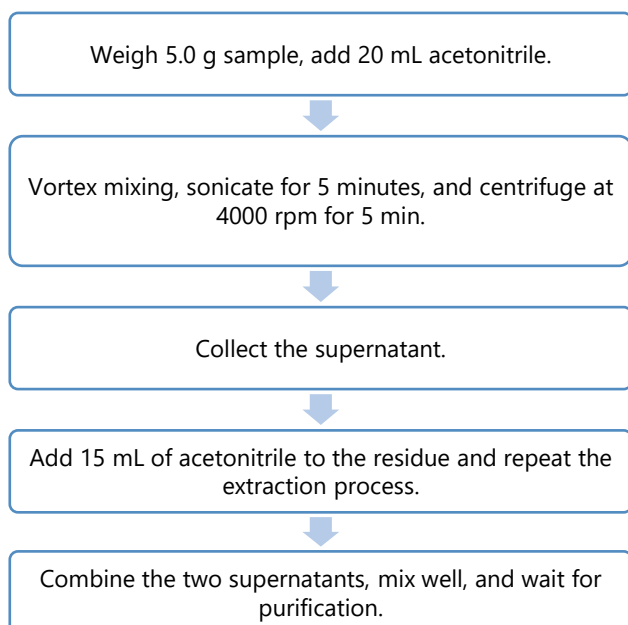 Weigh 5.0 g sample, add 20 mL acetonitrile.
Vortex mixing, sonicate for 5 minutes, and centrifuge at
4000 rpm for 5 min.
Collect the supernatant.
Add 15 mL of acetonitrile to the residue and repeat the
extraction process.
Combine the two supernatants, mix well, and wait for
purification.